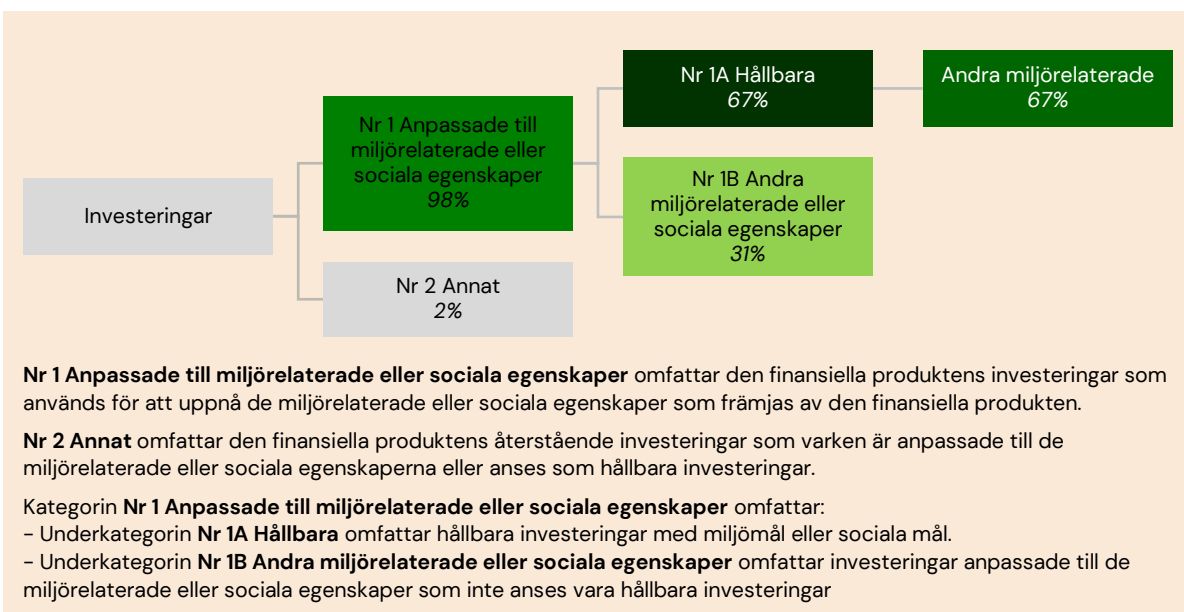 Nr 1A Hållbara
67%
Andra miljörelaterade
67%
Nr 1 Anpassade till
miljörelaterade eller
sociala egenskaper
98%
Nr 1B Andra
miljörelaterade eller
sociala egenskaper
31%
Investeringar
Nr 2 Annat
2%
Nr 1 Anpassade till miljörelaterade eller sociala egenskaper omfattar den finansiella produktens investeringar som
används för att uppnå de miljörelaterade eller sociala egenskaper som främjas av den finansiella produkten.
Nr 2 Annat omfattar den finansiella produktens återstående investeringar som varken är anpassade till de
miljörelaterade eller sociala egenskaperna eller anses som hållbara investeringar.
Kategorin Nr 1 Anpassade till miljörelaterade eller sociala egenskaper omfattar:
– Underkategorin Nr 1A Hållbara omfattar hållbara investeringar med miljömål eller sociala mål.
– Underkategorin Nr 1B Andra miljörelaterade eller sociala egenskaper omfattar investeringar anpassade till de
miljörelaterade eller sociala egenskaper som inte anses vara hållbara investeringar